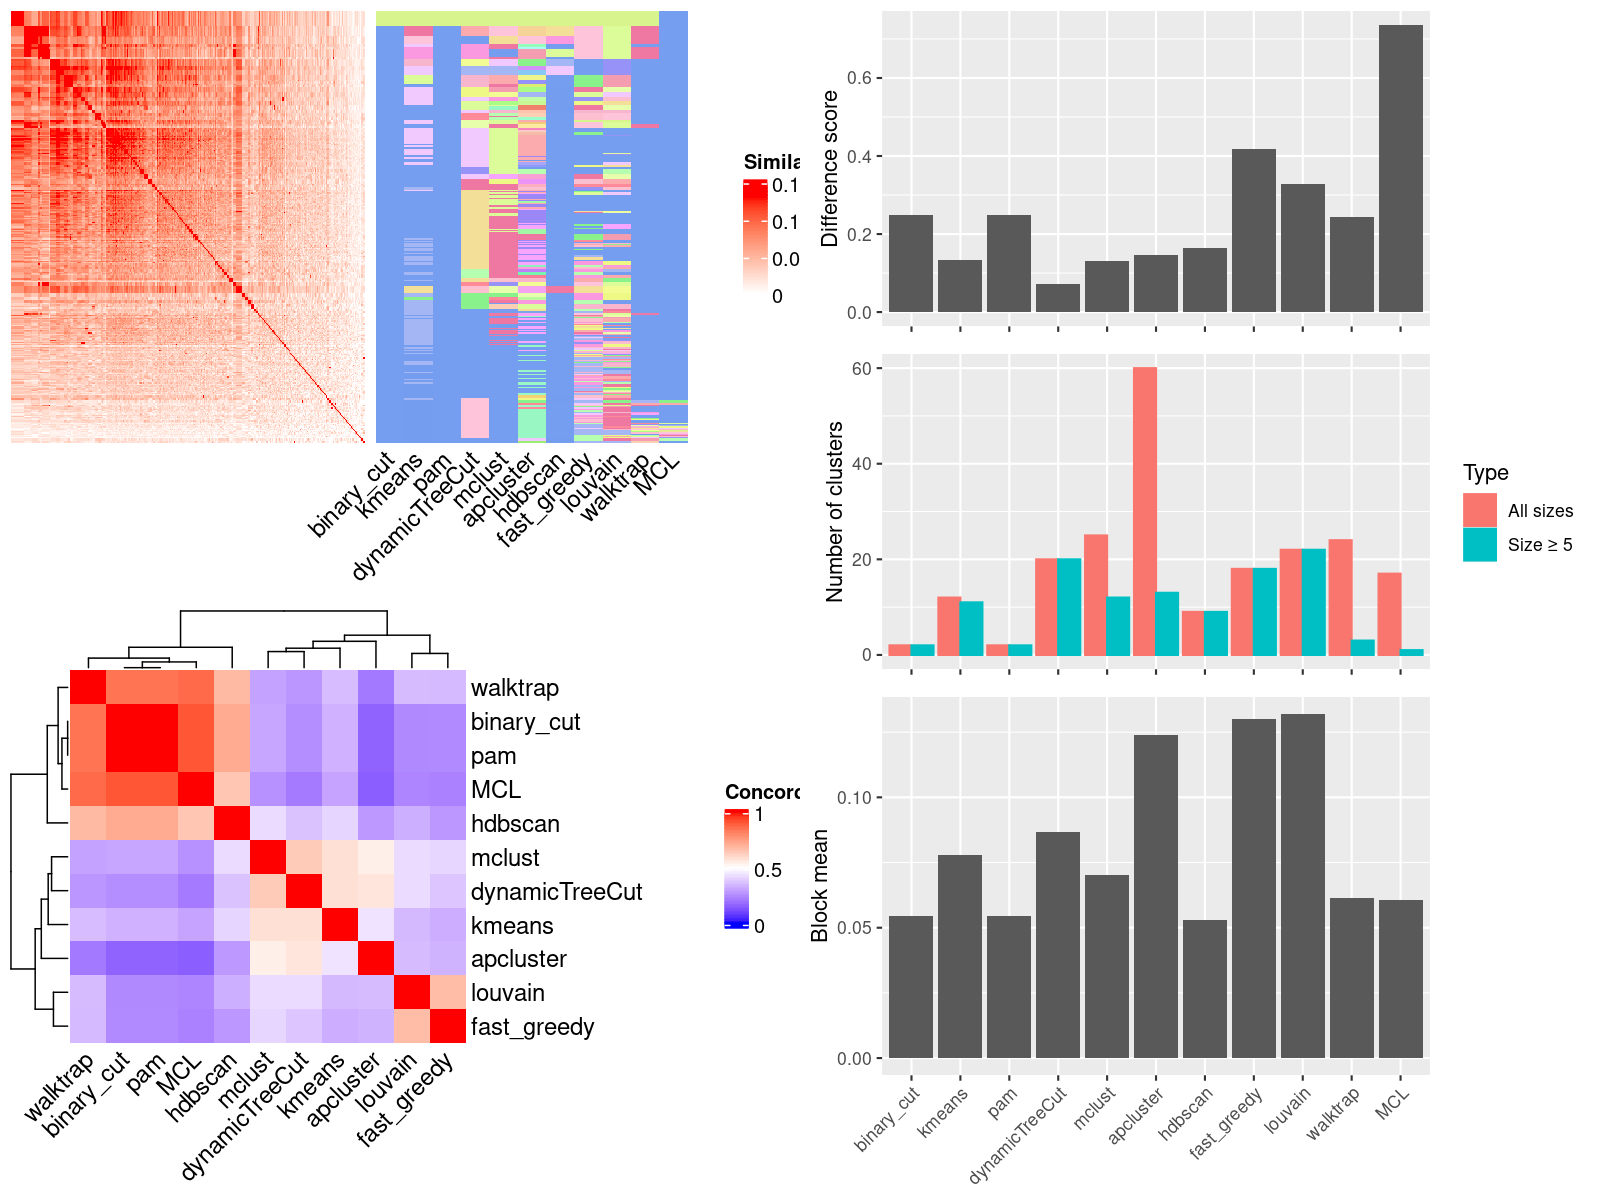 Simila
0.1
0.1
0.0
0
binary_cut
kmeans
pam
dynamicTreeCut
mclust
apcluster
hdbscan
fast_greedy
louvain
walktrap
MCL
walktrap
binary_cut
pam
MCL
hdbscan
mclust
dynamicTreeCut
kmeans
apcluster
louvain
fast_greedy
Concord
1
0.5
0
walktrap
binary_cut
pam
MCL
hdbscan
mclust
dynamicTreeCut
kmeans
apcluster
louvain
fast_greedy
Difference score
0.6
0.4
0.2
0.0
Number of clusters
60
40
20
0
Type
All sizes
Size ≥ 5
Block mean
0.10
0.05
0.00
binary_cut
kmeans
pam
dynamicTreeCut
mclust
apcluster
hdbscan
fast_greedy
louvain
walktrap
MCL